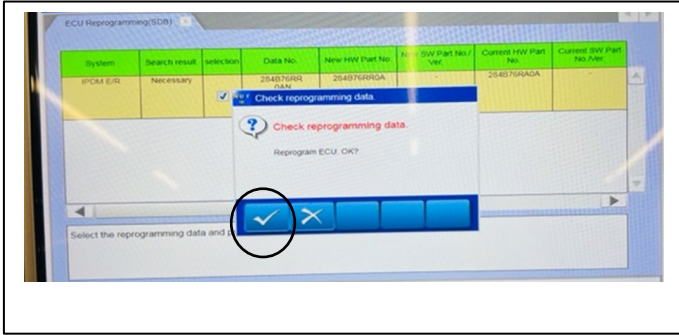 ECU Reprogramming(SDB)
System Search result selection Data No. New HW Part No. New SW Part No./ Ver. Current HW Part No. Current SW Part No./Ver.
IPDM E/R Necessary 284B76RR 0AN 284B76RR0A - 284B76RA0A -
Check reprogramming data.
Check reprogramming data.
Reprogram ECU. OK?
Select the reprogramming data and